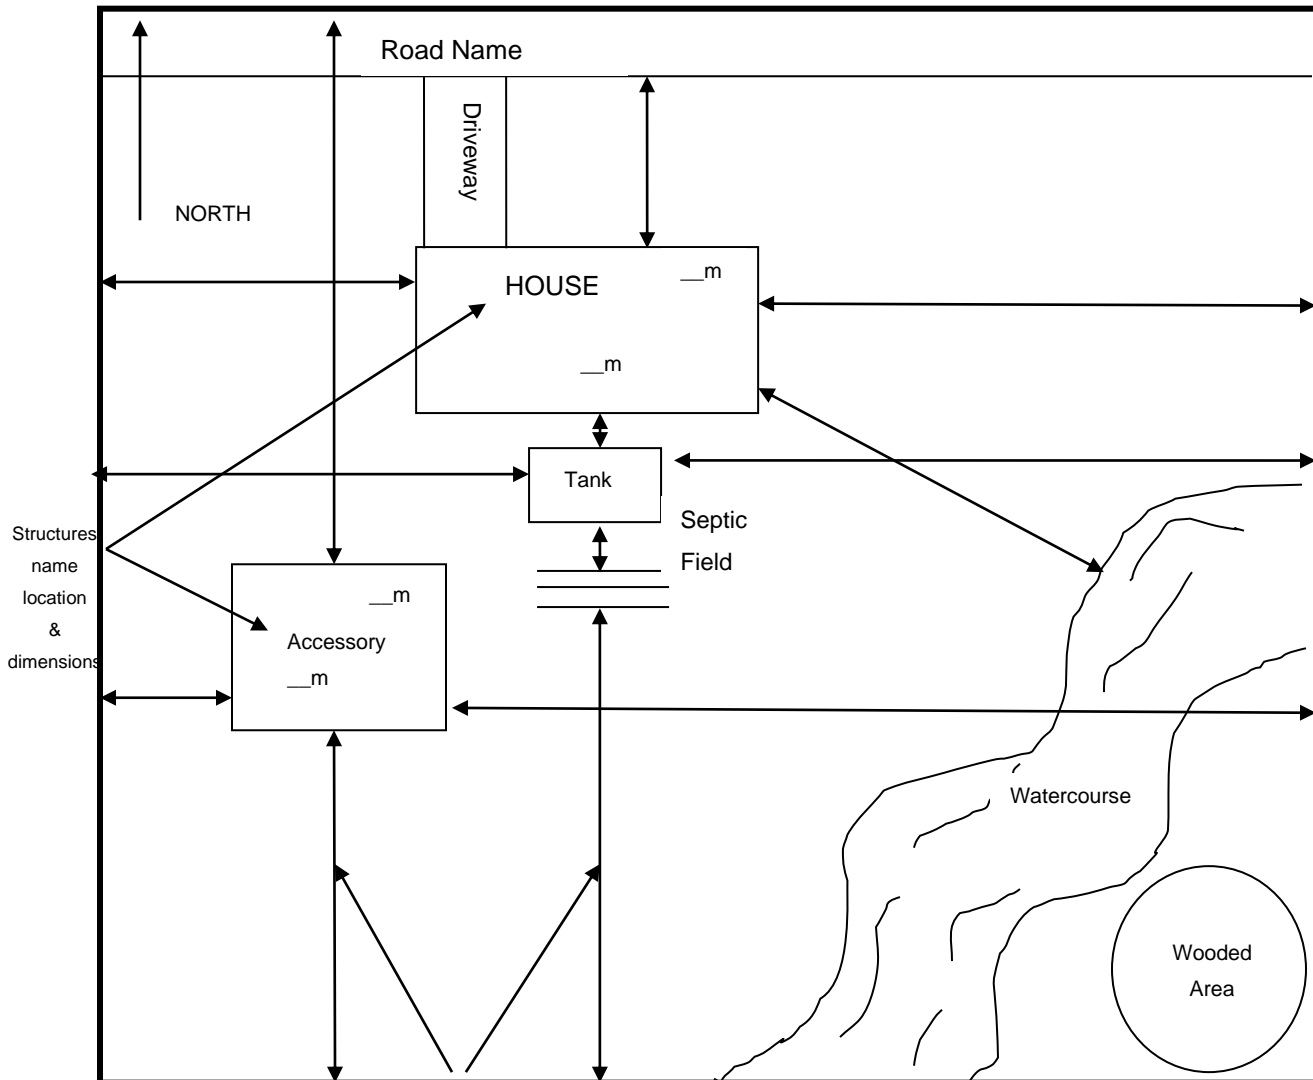 Road Name
Driveway
NORTH
HOUSE
__m
__m
Tank
Septic
Field
Structures
name
location
&
dimensions
__m
Accessory
__m
Watercourse
Wooded
Area